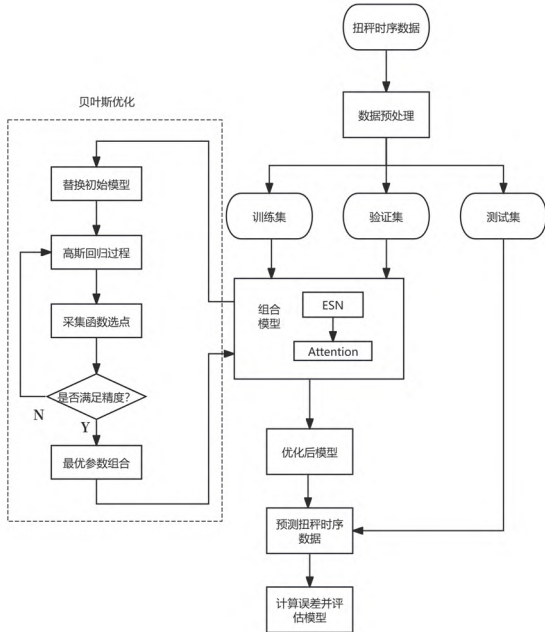 扭秤时序数据
数据预处理
训练集
验证集
测试集
贝叶斯优化
替换初始模型
高斯回归过程
采集函数选点
是否满足精度?
N
Y
最优参数组合
组合
模型
ESN
Attention
优化后模型
预测扭秤时序
数据
计算误差并评
估模型